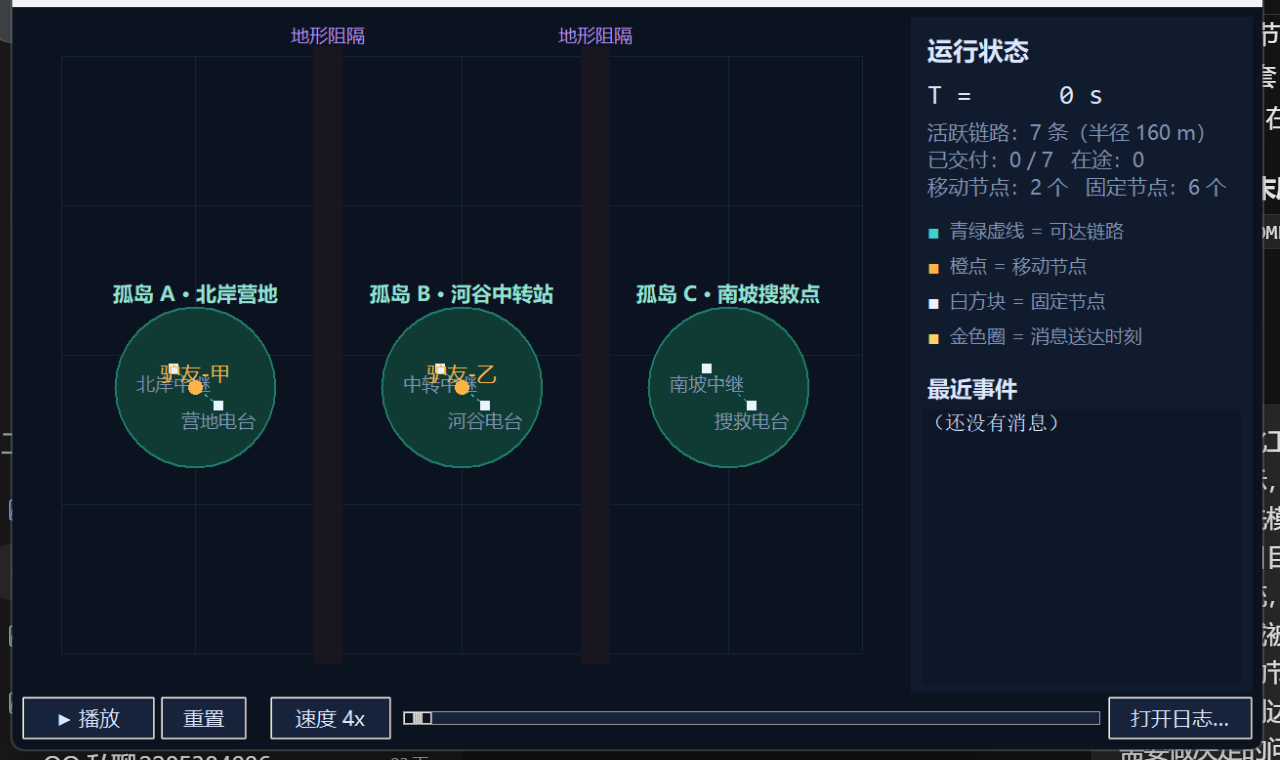 地形阻隔
地形阻隔
孤岛 A · 北岸营地
孤岛 B · 河谷中转站
孤岛 C · 南坡搜救点
驴友-甲
北岸中继
营地电台
驴友-乙
中转中继
河谷电台
南坡中继
搜救电台
运行状态
T = 0 s
活跃链路：7 条（半径 160 m）
已交付：0 / 7 在途：0
移动节点：2 个 固定节点：6 个
青绿虚线 = 可达链路
橙点 = 移动节点
白方块 = 固定节点
金色圈 = 消息送达时刻
最近事件
（还没有消息）
► 播放
重置
速度 4x
打开日志...